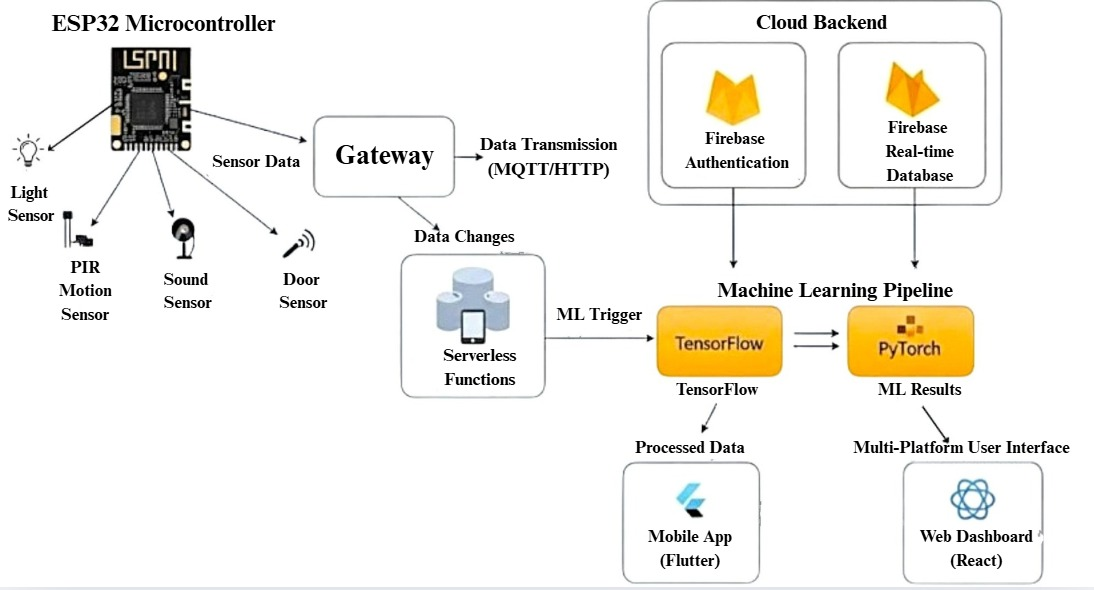 ESP32 Microcontroller
Cloud Backend
Firebase
Authentication
Firebase
Real-time
Database
Gateway
Sensor Data
Data Transmission
(MQTT/HTTP)
Light
Sensor
PIR
Motion
Sensor
Sound
Sensor
Door
Sensor
Data Changes
Serverless
Functions
ML Trigger
Machine Learning Pipeline
TensorFlow
PyTorch
TensorFlow
ML Results
Processed Data
Multi-Platform User Interface
Mobile App
(Flutter)
Web Dashboard
(React)